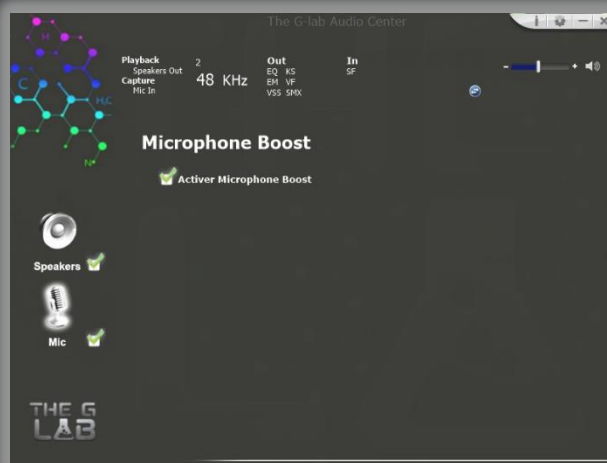 The G-lab Audio Center
Playback 2 Out In
Speakers Out EQ KS SF
Capture 48 KHz EM VF
Mic In VSS SMX
H
C
H₃C
N
Microphone Boost
Activer Microphone Boost
Speakers
Mic
THE G
LAB